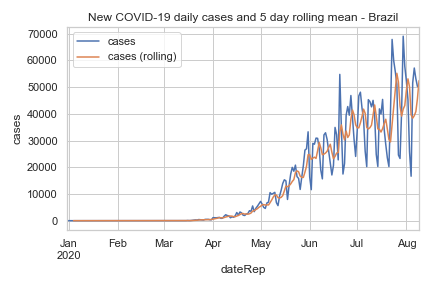 New COVID-19 daily cases and 5 day rolling mean - Brazil
cases
cases (rolling)
70000
60000
50000
40000
30000
20000
10000
0
cases
Jan Feb Mar Apr May Jun Jul Aug
2020
dateRep